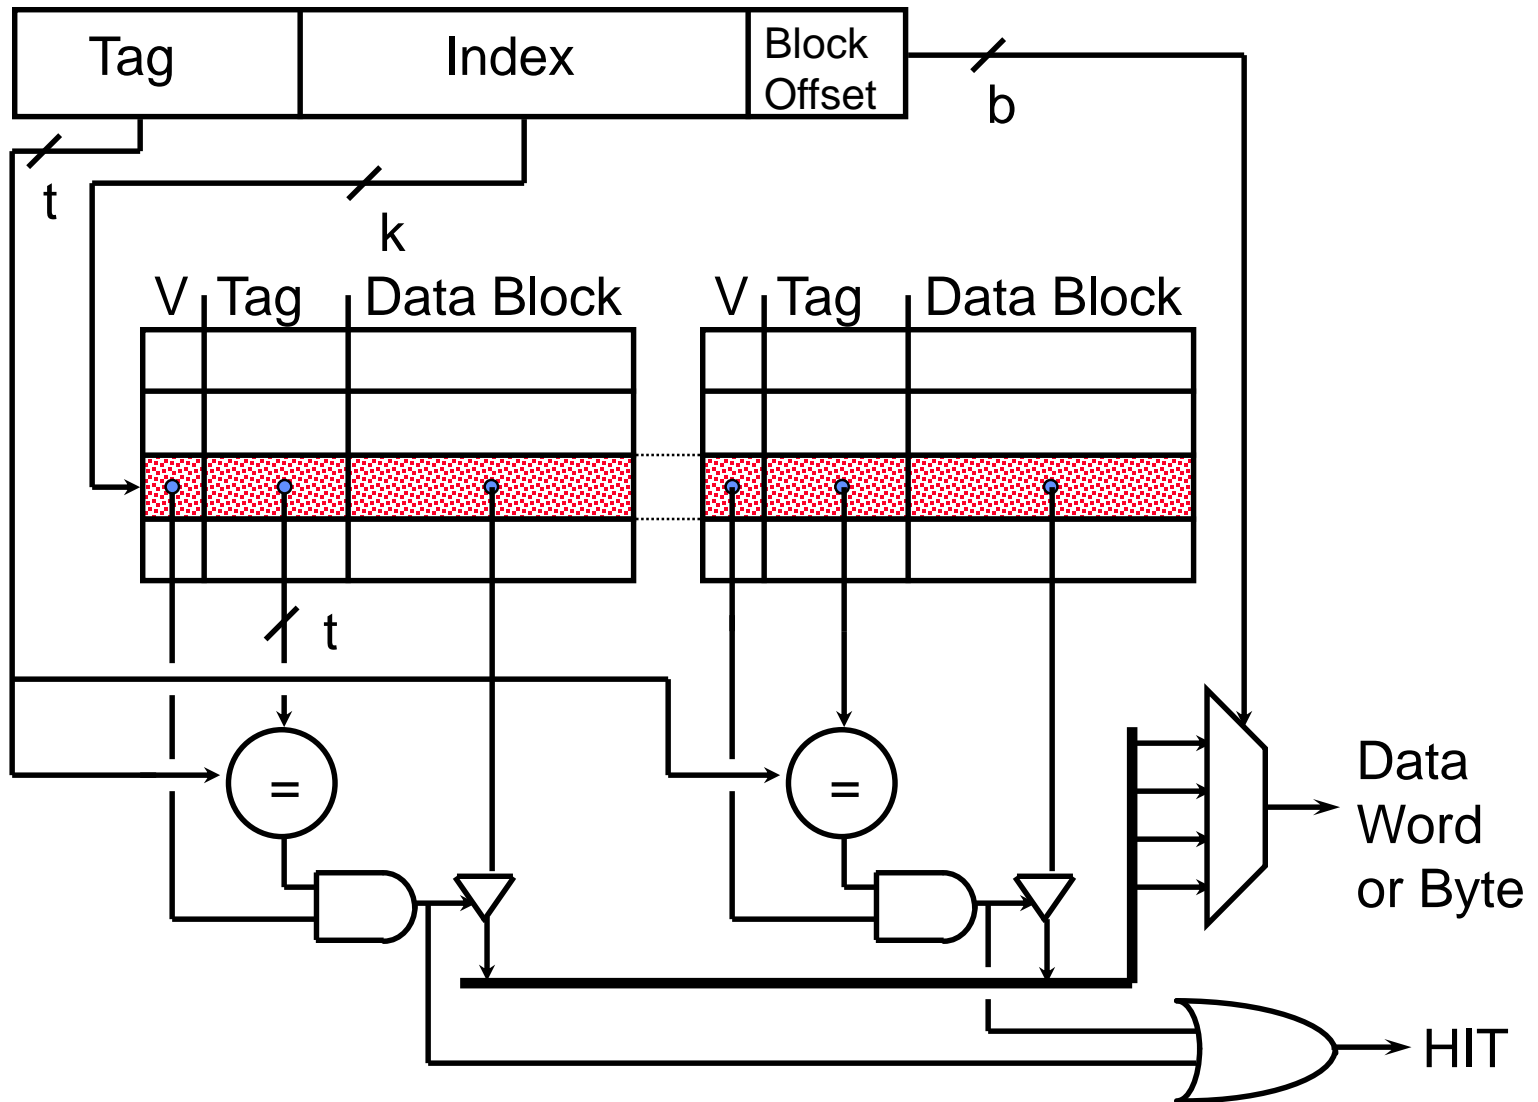 Tag
Index
Block
Offset
b
t
k
V Tag Data Block
V Tag Data Block
t
=
=
Data
Word
or Byte
HIT